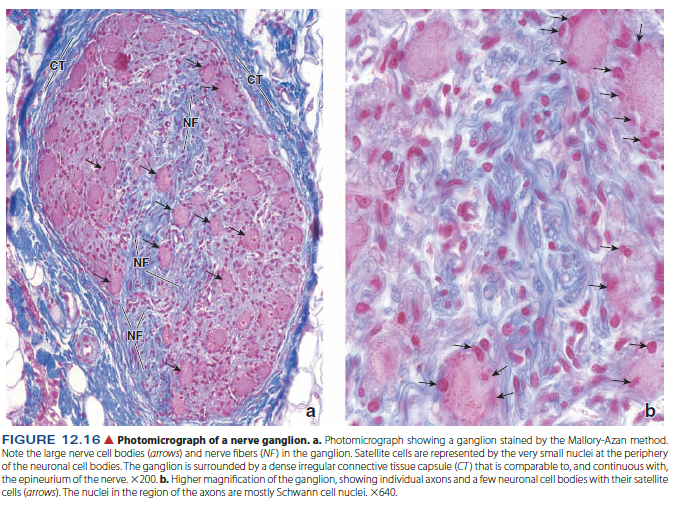 CT
CT
NF
NF
NF
a
b
FIGURE 12.16 ▲ Photomicrograph of a nerve ganglion. a. Photomicrograph showing a ganglion stained by the Mallory-Azan method.
Note the large nerve cell bodies (arrows) and nerve fibers (NF) in the ganglion. Satellite cells are represented by the very small nuclei at the periphery
of the neuronal cell bodies. The ganglion is surrounded by a dense irregular connective tissue capsule (CT) that is comparable to, and continuous with,
the epineurium of the nerve. ×200. b. Higher magnification of the ganglion, showing individual axons and a few neuronal cell bodies with their satellite
cells (arrows). The nuclei in the region of the axons are mostly Schwann cell nuclei. ×640.